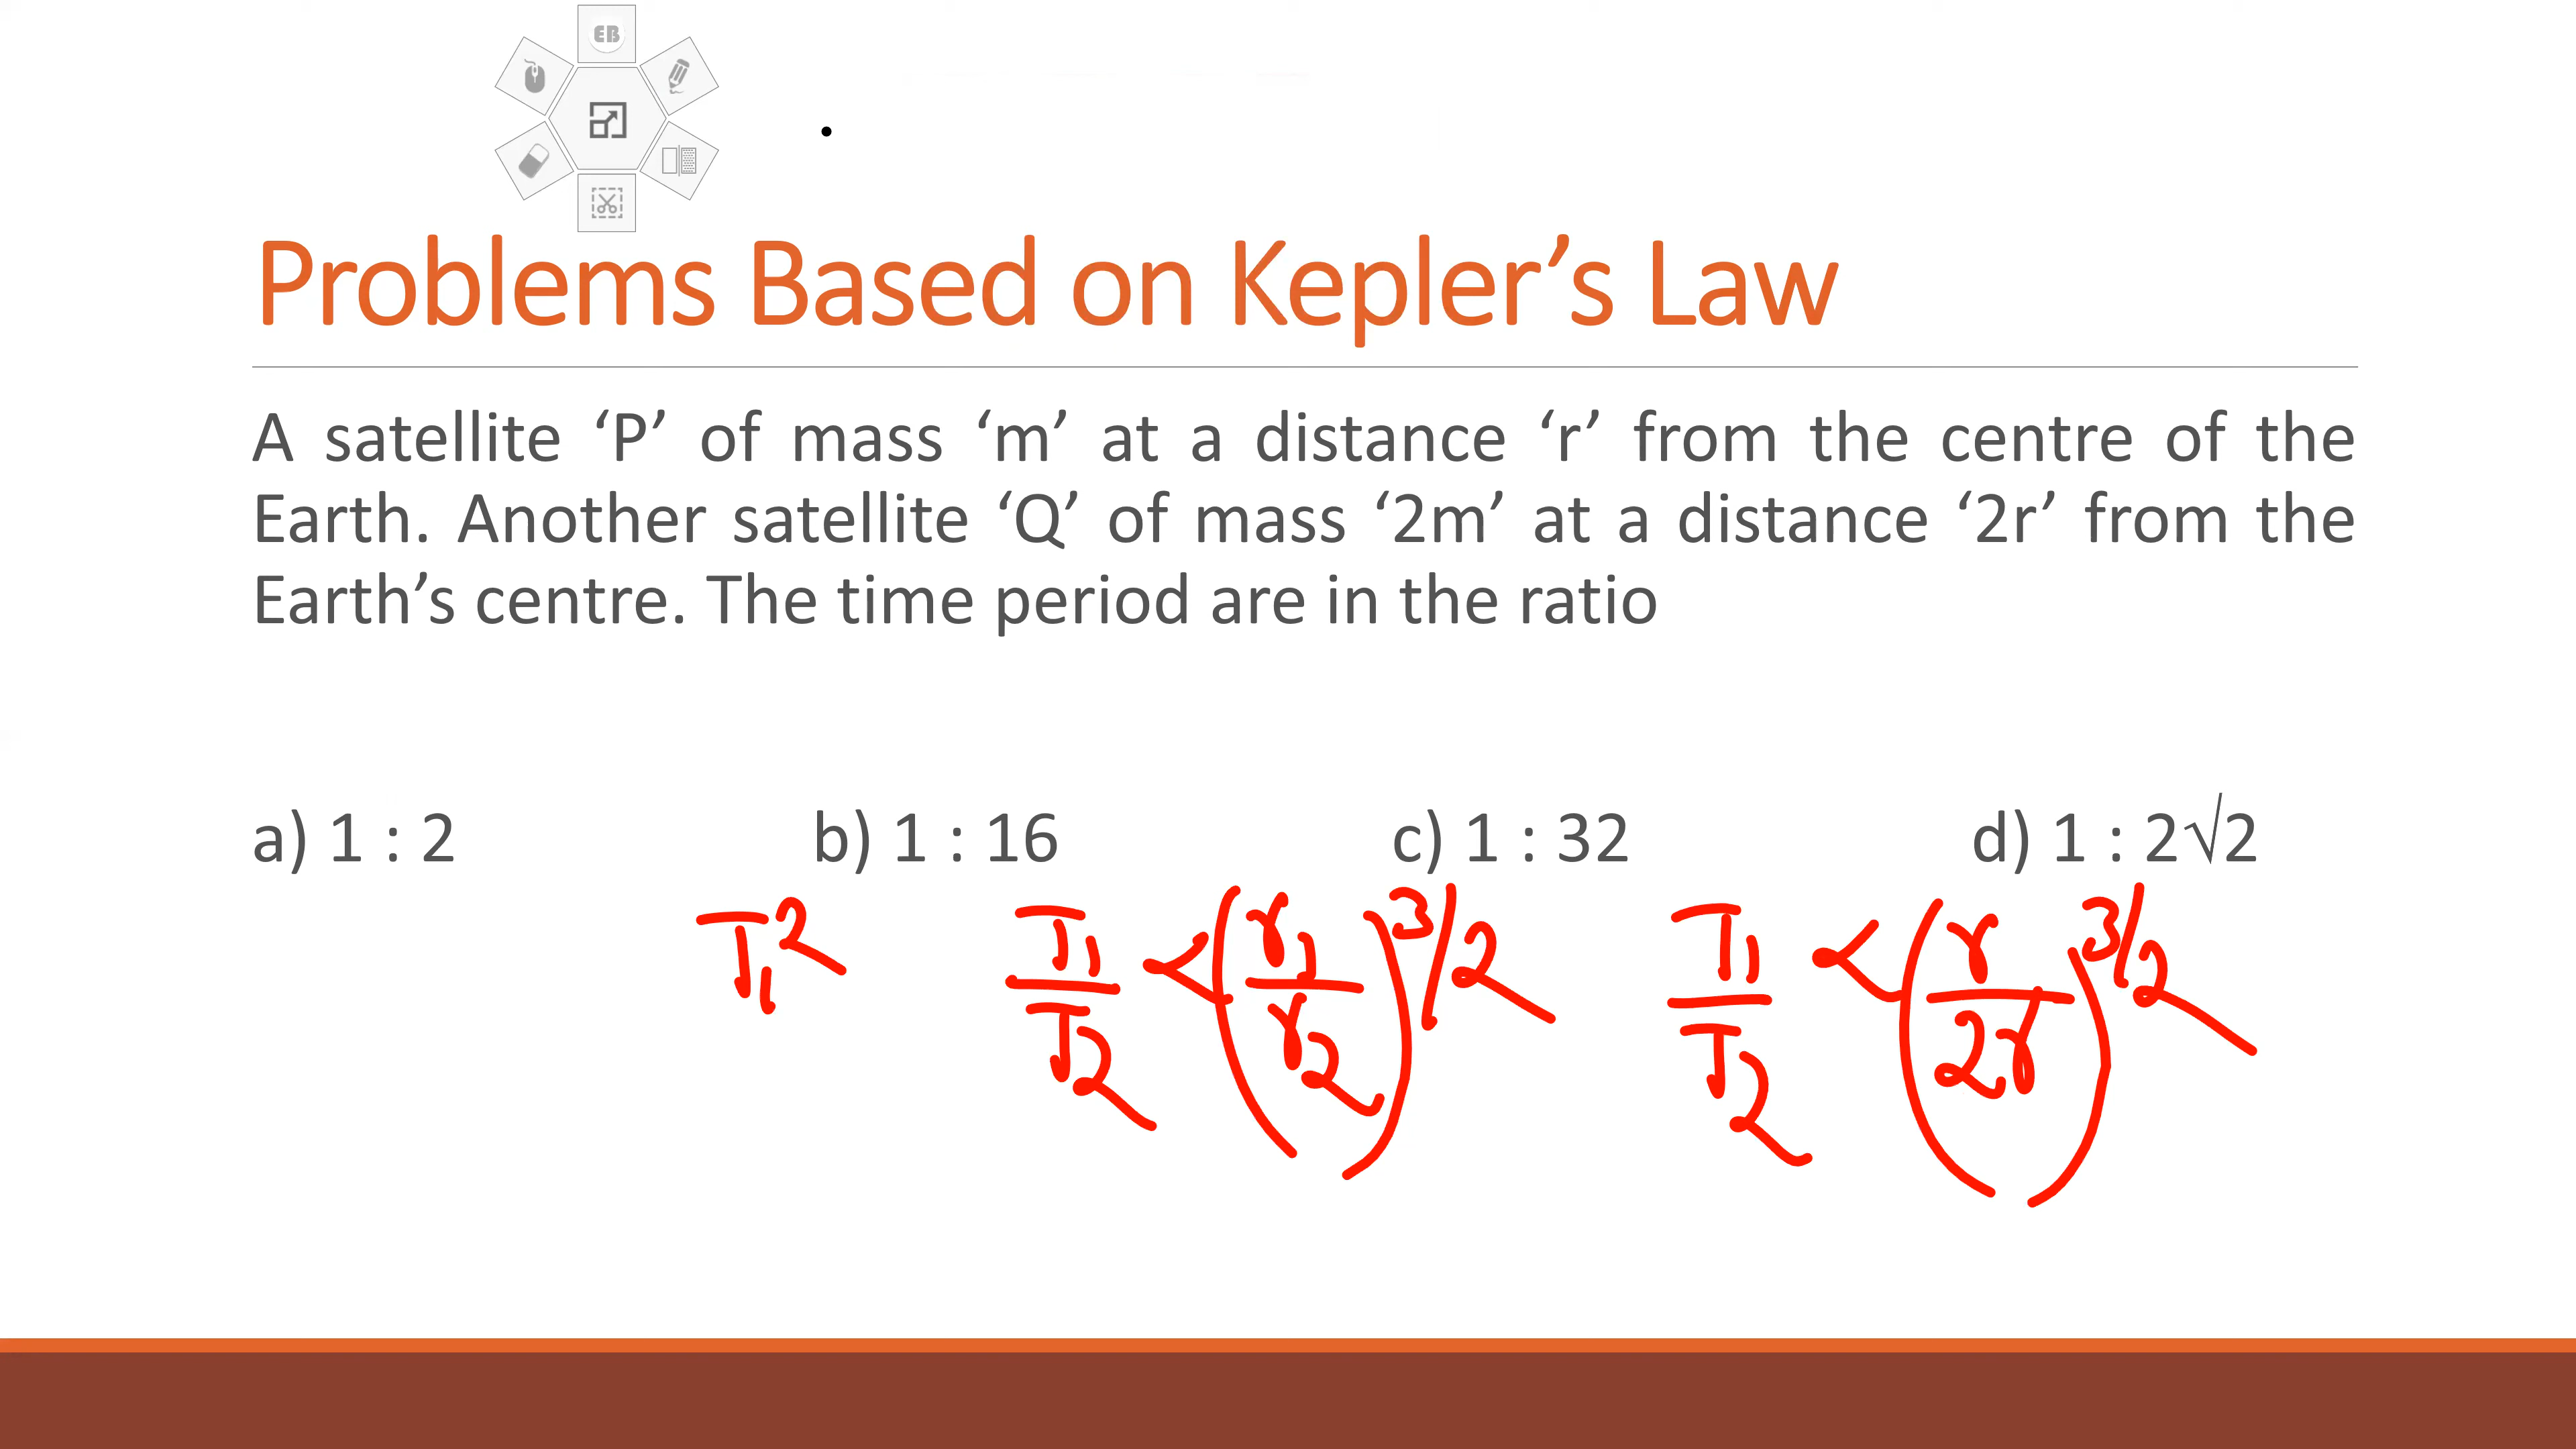 EB
Problems Based on Kepler’s Law
A satellite ‘P’ of mass ‘m’ at a distance ‘r’ from the centre of the
Earth. Another satellite ‘Q’ of mass ‘2m’ at a distance ‘2r’ from the
Earth’s centre. The time period are in the ratio
a) 1 : 2 b) 1 : 16 c) 1 : 32 d) 1 : 2√2
T₁² T₁/T₂ < (r₁/r₂)^3/2 T₁/T₂ < (r/2r)^3/2